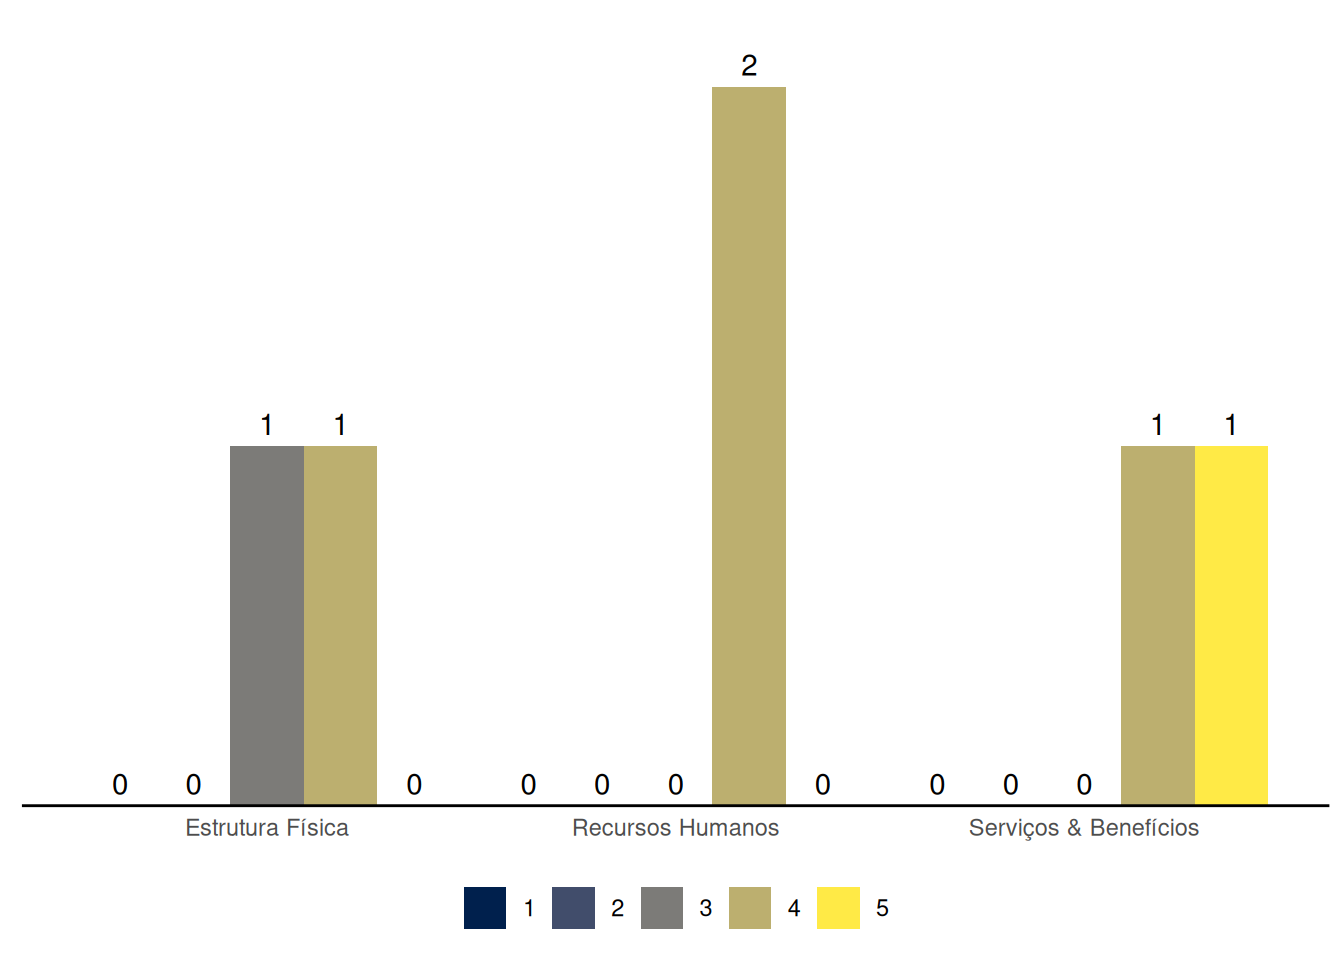 2
1 1 1 1
0 0 0 0 0 0 0 0 0 0
Estrutura Física Recursos Humanos Serviços & Benefícios
1 2 3 4 5